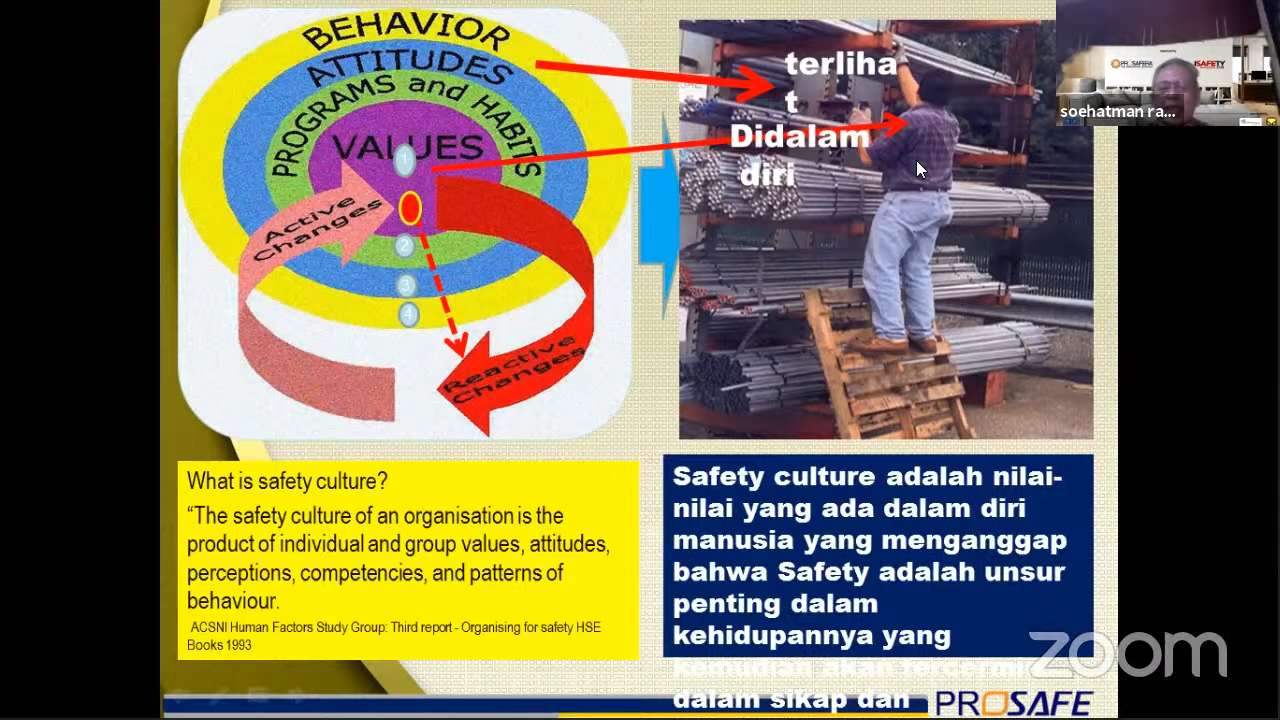 BEHAVIOR
ATTITUDES
PROGRAMS and HABITS
VALUES
1
2
3
4
Active
Changes
Reactive
Changes
terliha
t
Didalam
diri
soehatman ra...
What is safety culture?
“The safety culture of an organisation is the
product of individual and group values, attitudes,
perceptions, competencies, and patterns of
behaviour.
ACSNI Human Factors Study Group: Third report - Organising for safety HSE
Books 1993
Safety culture adalah nilai-
nilai yang ada dalam diri
manusia yang menganggap
bahwa Safety adalah unsur
penting dalam
kehidupannya yang
dalam sikap dan
zoom
PROSAFE